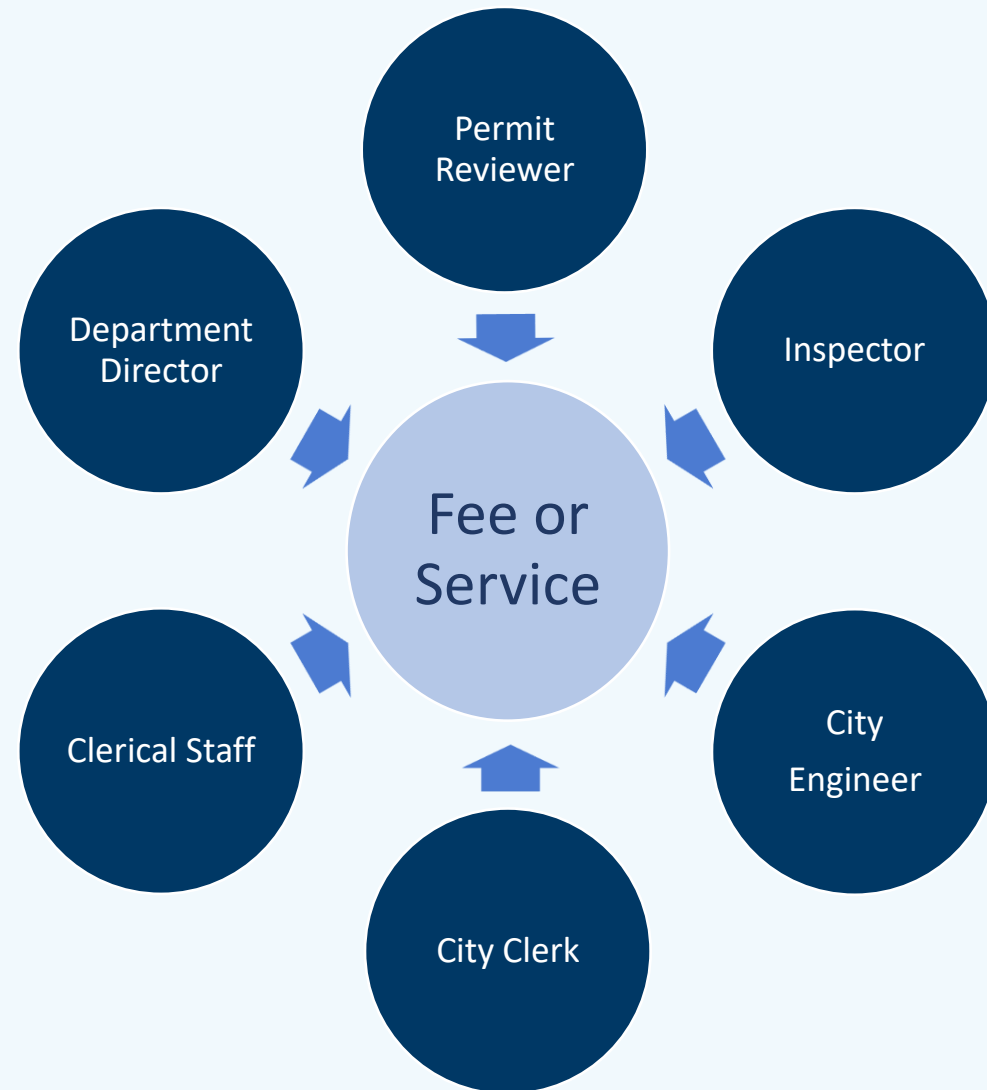 Permit
Reviewer
Department
Director
Inspector
Fee or
Service
Clerical Staff
City
Engineer
City Clerk